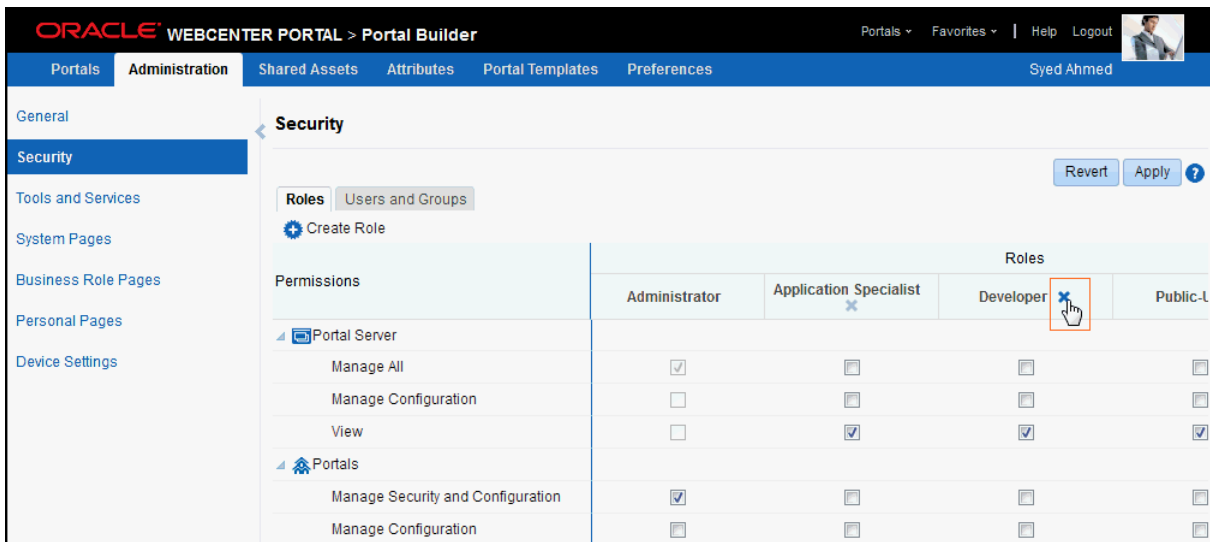 ORACLE WEBCENTER PORTAL > Portal Builder Portals Favorites | Help Logout
Portals Administration Shared Assets Attributes Portal Templates Preferences Syed Ahmed
General
Security
Tools and Services
System Pages
Business Role Pages
Personal Pages
Device Settings
Security
Revert Apply ?
Roles Users and Groups
Create Role
Permissions
Roles
Administrator Application Specialist Developer Public-U
Portal Server
Manage All
Manage Configuration
View
Portals
Manage Security and Configuration
Manage Configuration